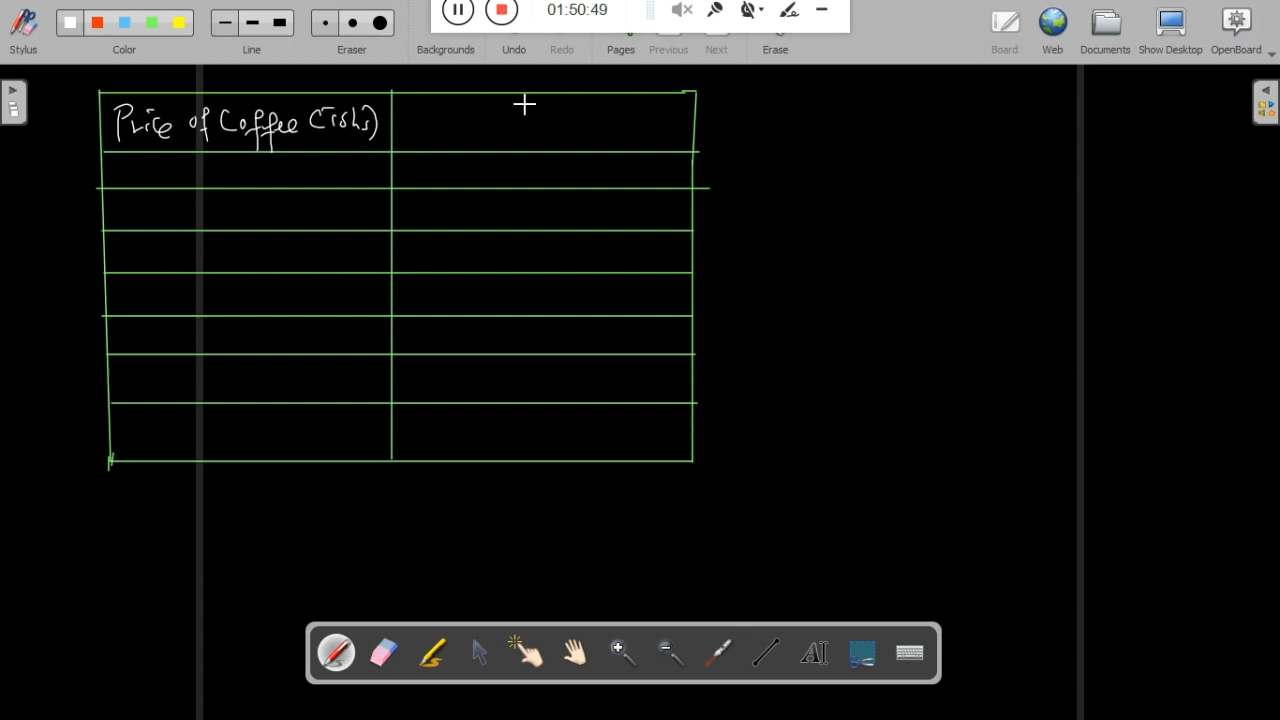 01:50:49
Stylus Color Line Eraser Backgrounds Undo Redo Pages Previous Next Erase Board Web Documents Show Desktop OpenBoard
Price of Coffee (Tshs)